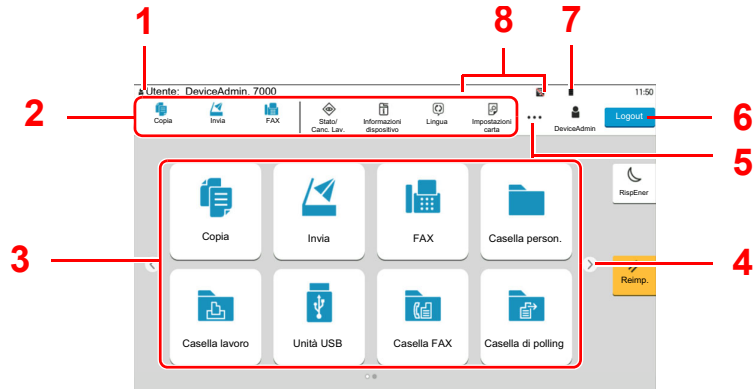 1
8
7
Utente: DeviceAdmin. 7000
11:50
2
Copia
Invia
FAX
Stato/
Canc. Lav.
Informazioni
dispositivo
Lingua
Impostazioni
carta
DeviceAdmin
Logout
6
5
Copia
Invia
FAX
Casella person.
RispEner
3
4
Reimp.
Casella lavoro
Unità USB
Casella FAX
Casella di polling